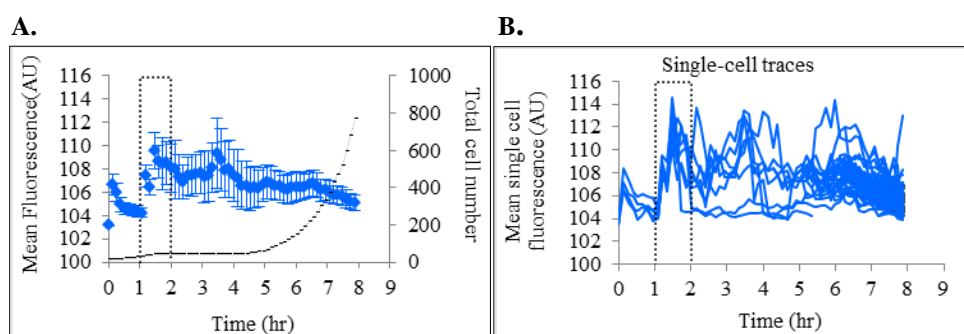 A.
Mean Fluorescence(AU)
116
114
112
110
108
106
104
102
100
1000
800
600
400
200
0
Total cell number
0 1 2 3 4 5 6 7 8 9
Time (hr)
B.
Single-cell traces
Mean single cell
fluorescence (AU)
116
114
112
110
108
106
104
102
100
0 1 2 3 4 5 6 7 8 9
Time (hr)